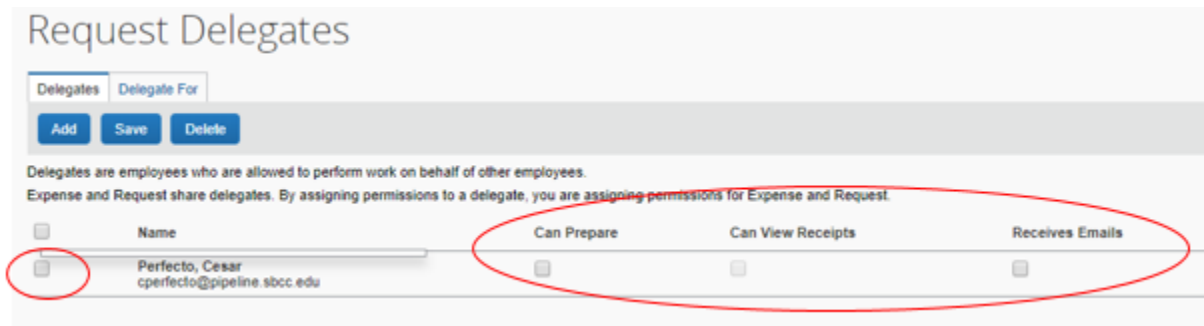 Request Delegates
Delegates Delegate For
Add Save Delete
Delegates are employees who are allowed to perform work on behalf of other employees.
Expense and Request share delegates. By assigning permissions to a delegate, you are assigning permissions for Expense and Request.
Name Can Prepare Can View Receipts Receives Emails
Perfecto, Cesar
cperfecto@pipeline.sbcc.edu